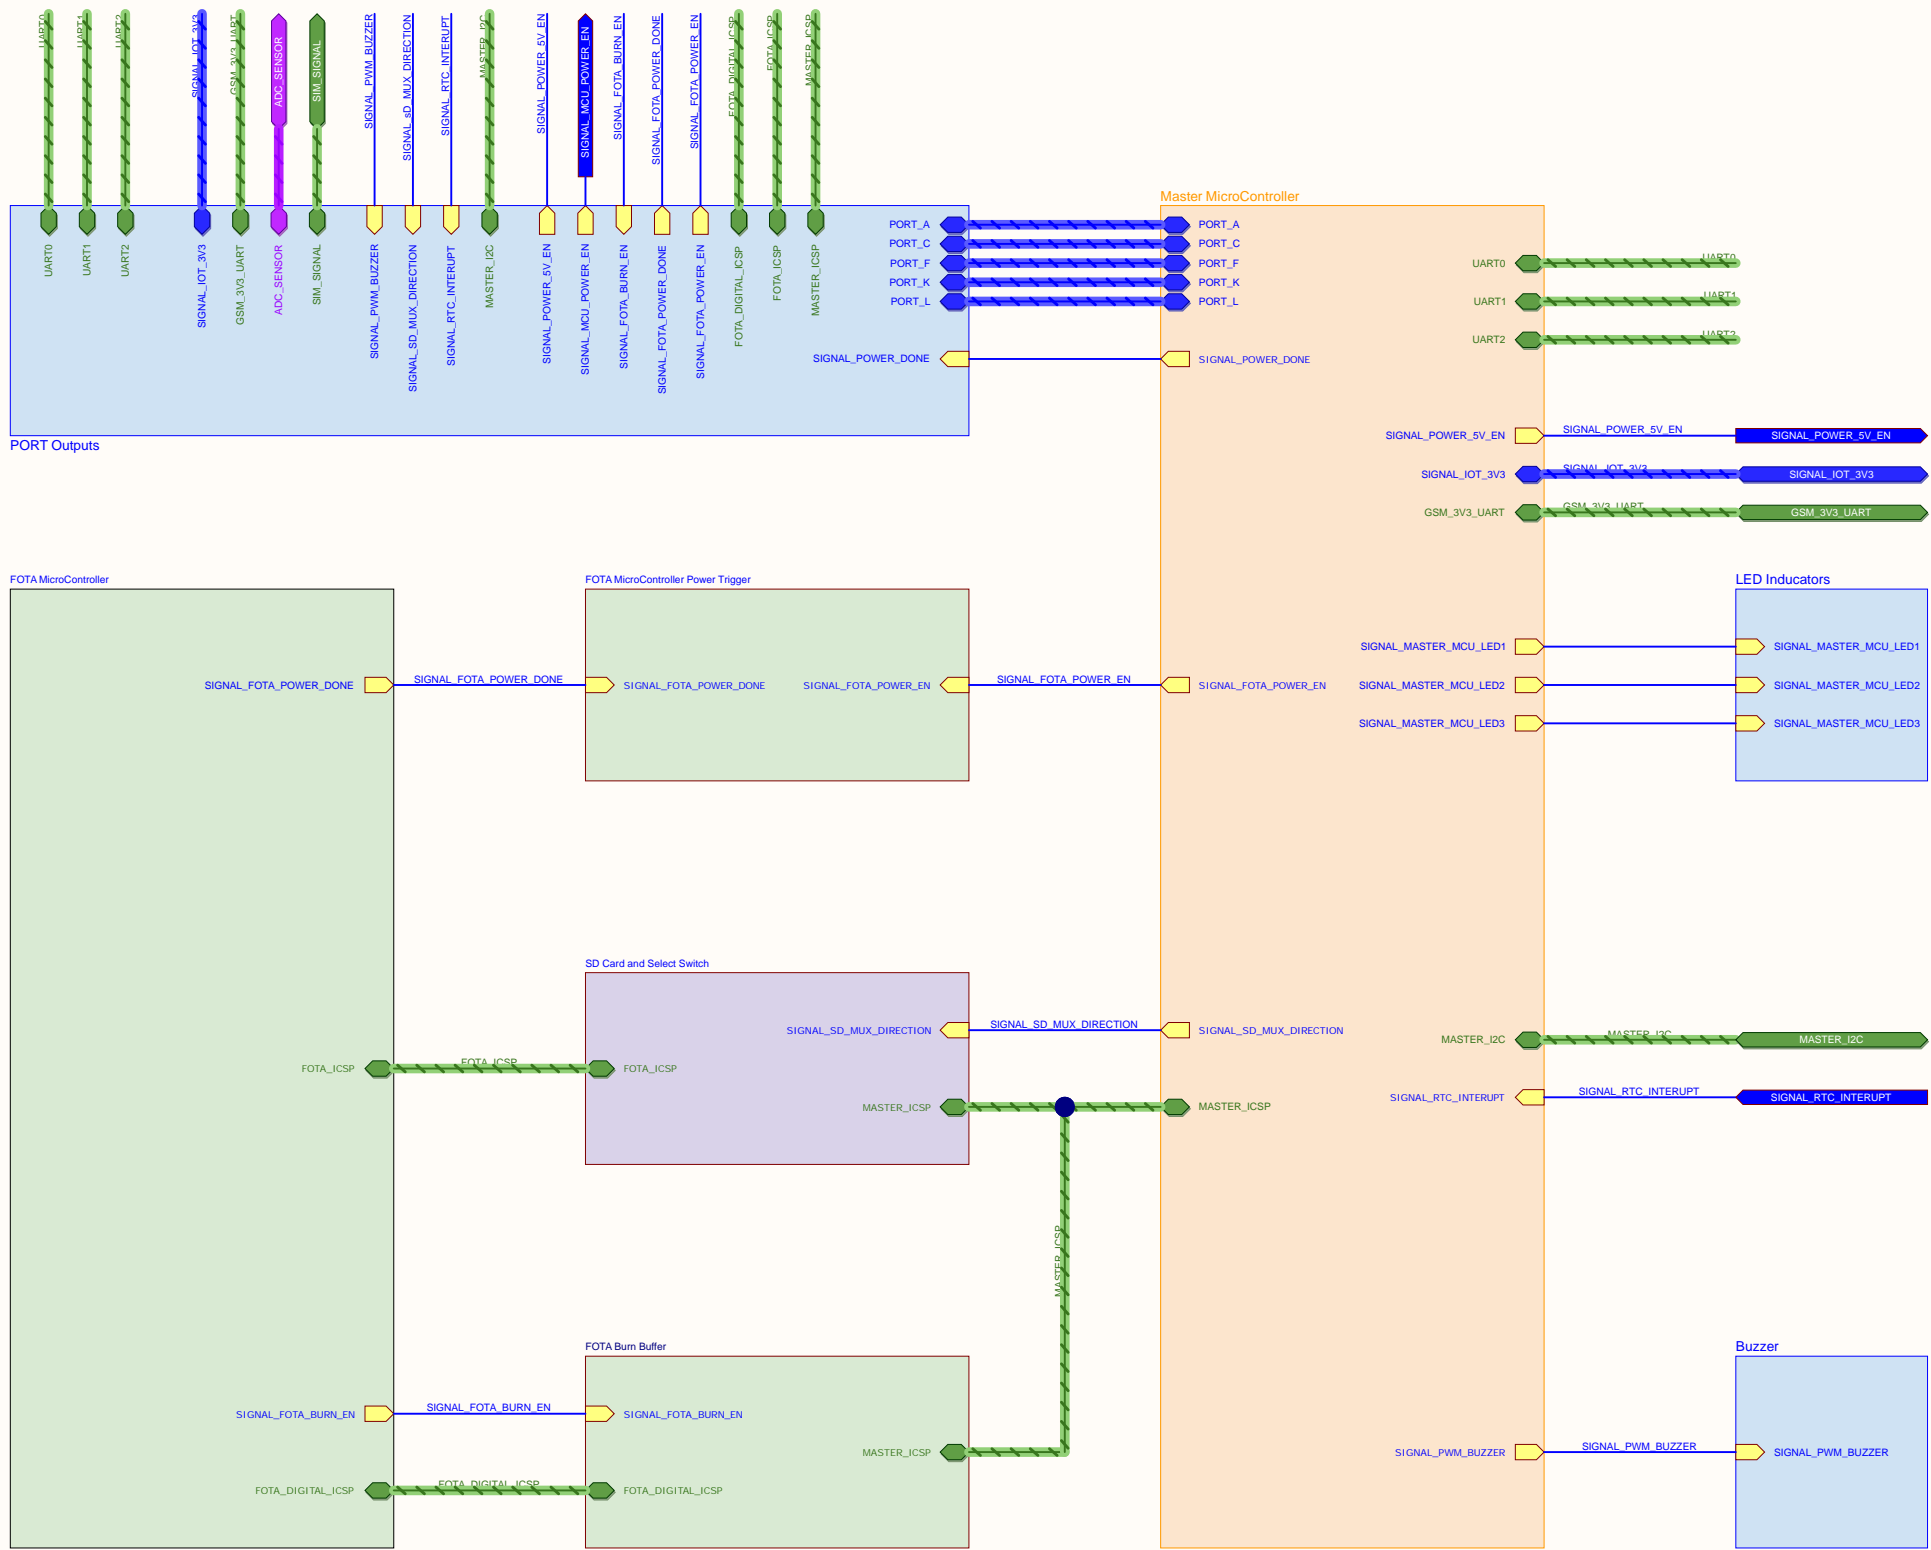 UART0
UART1
UART2
SIGNAL_IOT_3V3
GSM_3V3_UART
ADC_SENSOR
SIM_SIGNAL
SIGNAL_PWM_BUZZER
SIGNAL_sD_MUX_DIRECTION
SIGNAL_RTC_INTERUPT
MASTER_I2C
SIGNAL_POWER_5V_EN
SIGNAL_MCU_POWER_EN
SIGNAL_FOTA_BURN_EN
SIGNAL_FOTA_POWER_DONE
SIGNAL_FOTA_POWER_EN
FOTA_DIGITAL_ICSP
FOTA_ICSP
MASTER_ICSP
UART0
UART1
UART2
SIGNAL_IOT_3V3
GSM_3V3_UART
ADC_SENSOR
SIM_SIGNAL
SIGNAL_PWM_BUZZER
SIGNAL_SD_MUX_DIRECTION
SIGNAL_RTC_INTERUPT
MASTER_I2C
SIGNAL_POWER_5V_EN
SIGNAL_MCU_POWER_EN
SIGNAL_FOTA_BURN_EN
SIGNAL_FOTA_POWER_DONE
SIGNAL_FOTA_POWER_EN
FOTA_DIGITAL_ICSP
FOTA_ICSP
MASTER_ICSP
PORT_A
PORT_C
PORT_F
PORT_K
PORT_L
SIGNAL_POWER_DONE
PORT Outputs
Master MicroController
PORT_A
PORT_C
PORT_F
PORT_K
PORT_L
SIGNAL_POWER_DONE
UART0 UART0
UART1 UART1
UART2 UART2
SIGNAL_POWER_5V_EN SIGNAL_POWER_5V_EN SIGNAL_POWER_5V_EN
SIGNAL_IOT_3V3 SIGNAL_IOT_3V3 SIGNAL_IOT_3V3
GSM_3V3_UART GSM_3V3_UART GSM_3V3_UART
FOTA MicroController
FOTA MicroController Power Trigger
LED Inducators
SIGNAL_MASTER_MCU_LED1 SIGNAL_MASTER_MCU_LED1
SIGNAL_FOTA_POWER_DONE SIGNAL_FOTA_POWER_DONE SIGNAL_FOTA_POWER_DONE SIGNAL_FOTA_POWER_EN SIGNAL_FOTA_POWER_EN SIGNAL_FOTA_POWER_EN SIGNAL_MASTER_MCU_LED2 SIGNAL_MASTER_MCU_LED2
SIGNAL_MASTER_MCU_LED3 SIGNAL_MASTER_MCU_LED3
SD Card and Select Switch
SIGNAL_SD_MUX_DIRECTION SIGNAL_SD_MUX_DIRECTION SIGNAL_SD_MUX_DIRECTION
MASTER_I2C MASTER_I2C MASTER_I2C
FOTA_ICSP FOTA_ICSP FOTA_ICSP
SIGNAL_RTC_INTERUPT SIGNAL_RTC_INTERUPT SIGNAL_RTC_INTERUPT
MASTER_ICSP MASTER_ICSP
MASTER_ICSP
FOTA Burn Buffer
Buzzer
SIGNAL_FOTA_BURN_EN SIGNAL_FOTA_BURN_EN SIGNAL_FOTA_BURN_EN
MASTER_ICSP
SIGNAL_PWM_BUZZER SIGNAL_PWM_BUZZER SIGNAL_PWM_BUZZER
FOTA_DIGITAL_ICSP FOTA_DIGITAL_ICSP FOTA_DIGITAL_ICSP